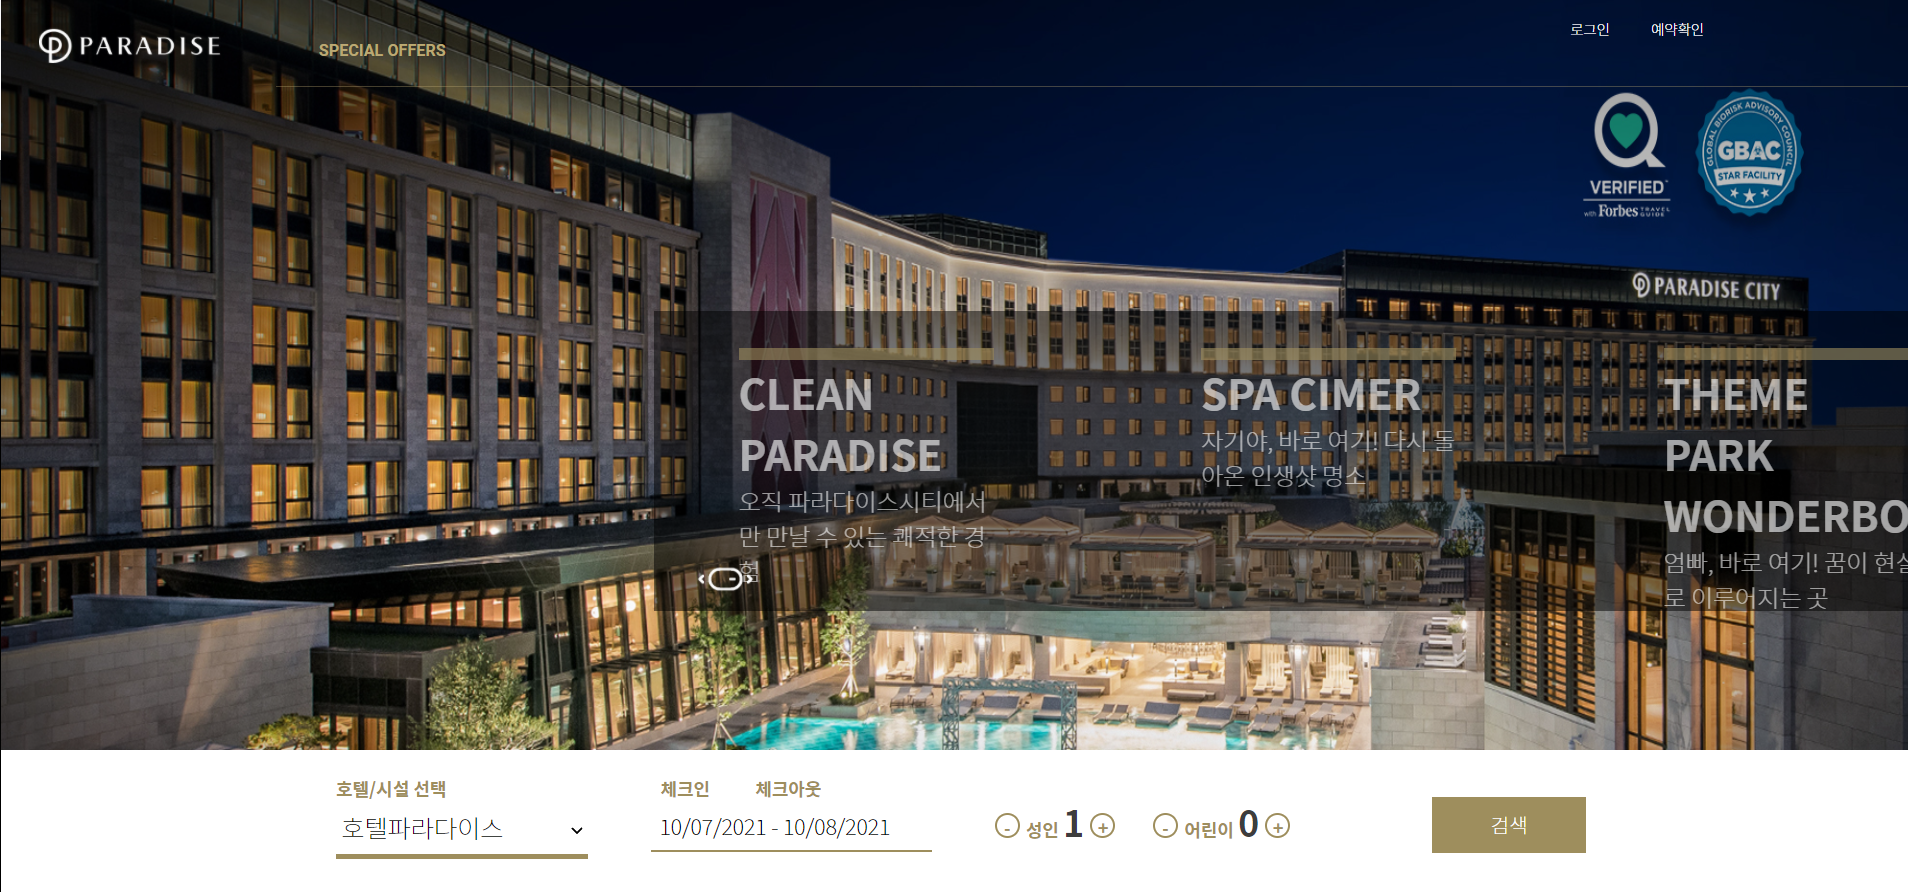 PARADISE
SPECIAL OFFERS
로그인
예약확인
VERIFIED
with Forbes TRAVEL GUIDE
GLOBAL BIORISK ADVISORY COUNCIL
GBAC
STAR FACILITY
PARADISE CITY
CLEAN
PARADISE
오직 파라다이스시티에서
만 만날 수 있는 쾌적한 경
험
SPA CIMER
자기야, 바로 여기! 다시 돌
아온 인생샷 명소
THEME
PARK
WONDERBO
엄빠, 바로 여기! 꿈이 현실
로 이루어지는 곳
호텔/시설 선택
호텔파라다이스
체크인
체크아웃
10/07/2021 - 10/08/2021
- 성인 1 +
- 어린이 0 +
검색